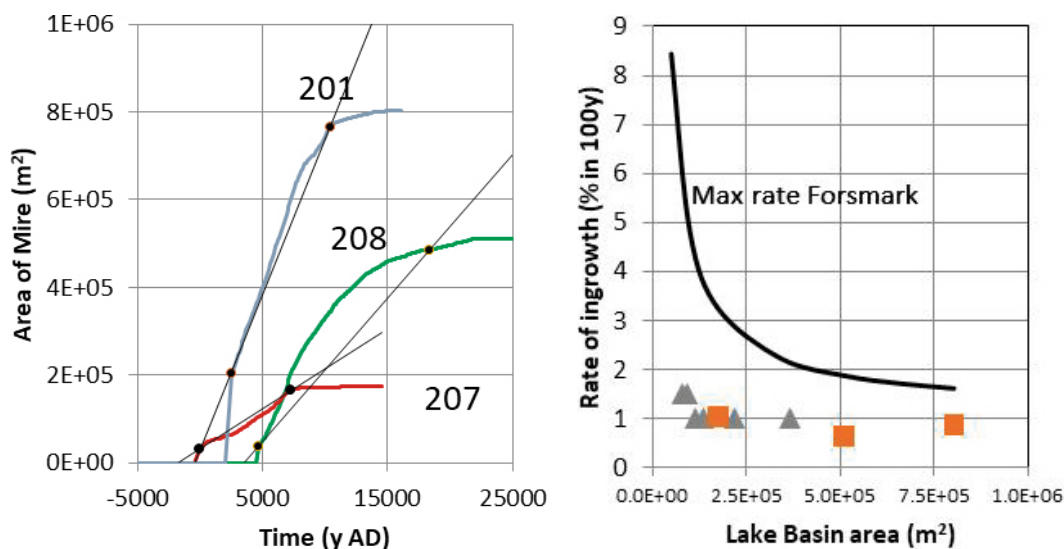 Area of Mire (m²)
1E+06
8E+05
6E+05
4E+05
2E+05
0E+00
201
208
207
-5000 5000 15000 25000
Time (y AD)
Rate of ingrowth (% in 100y)
9
8
7
6
5
4
3
2
1
0
Max rate Forsmark
0.0E+00 2.5E+05 5.0E+05 7.5E+05 1.0E+06
Lake Basin area (m²)